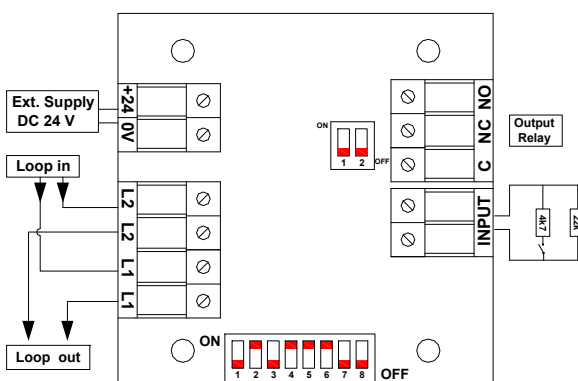 Ext. Supply
DC 24 V
+24
0V
Loop in
L2
L2
L1
L1
Loop out
ON
1 2
OFF
NO
NC
C
Output
Relay
INPUT
4k7
22k
ON
1 2 3 4 5 6 7 8
OFF